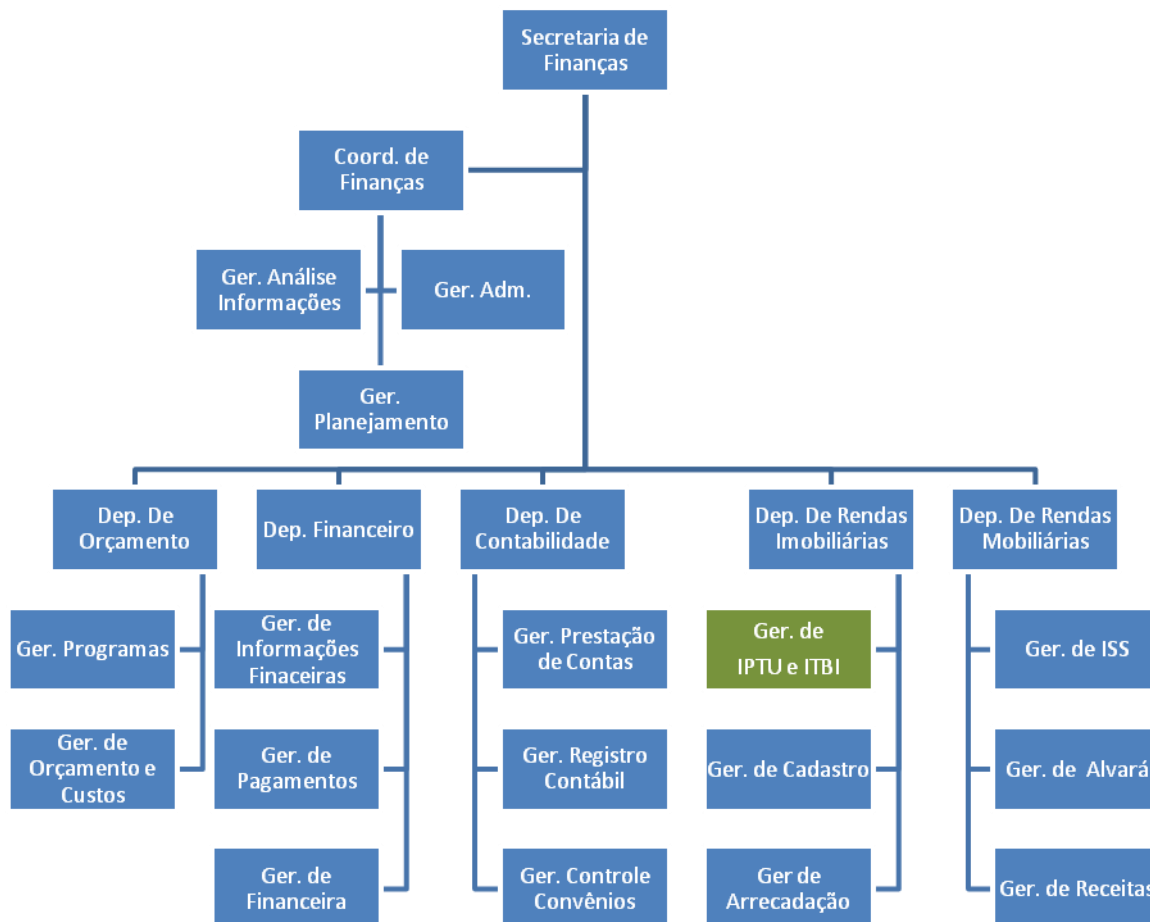 Secretaria de
Finanças
Coord. de
Finanças
Ger. Análise
Informações
Ger. Adm.
Ger.
Planejamento
Dep. De
Orçamento
Dep. Financeiro
Dep. De
Contabilidade
Dep. De Rendas
Imobiliárias
Dep. De Rendas
Mobiliárias
Ger. Programas
Ger. de
Informações
Finaceiras
Ger. Prestação
de Contas
Ger. de
IPTU e ITBI
Ger. de ISS
Ger. de
Orçamento e
Custos
Ger. de
Pagamentos
Ger. Registro
Contábil
Ger. de Cadastro
Ger. de Alvará
Ger. de
Financeira
Ger. Controle
Convênios
Ger de
Arrecadação
Ger. de Receitas